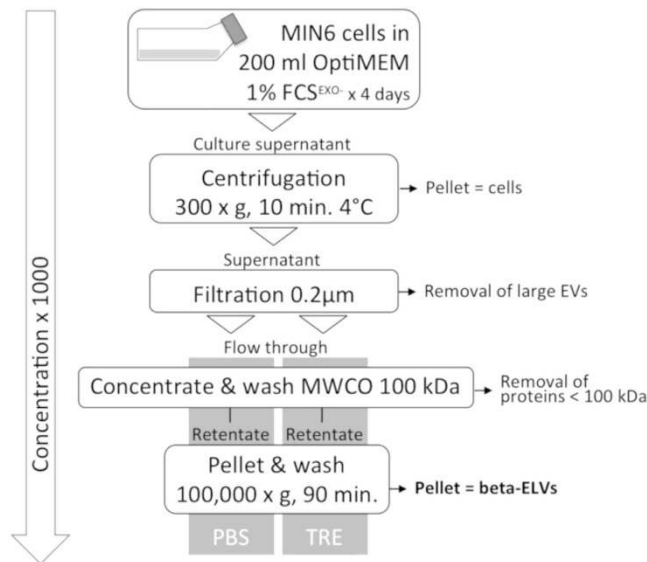 MIN6 cells in
200 ml OptiMEM
1% FCSEXO- x 4 days
Culture supernatant
Centrifugation
300 x g, 10 min. 4°C
Pellet = cells
Supernatant
Filtration 0.2µm
Removal of large EVs
Flow through
Concentrate & wash MWCO 100 kDa
Removal of
proteins < 100 kDa
Retentate Retentate
Pellet & wash
100,000 x g, 90 min.
Pellet = beta-ELVs
PBS TRE
Concentration x 1000